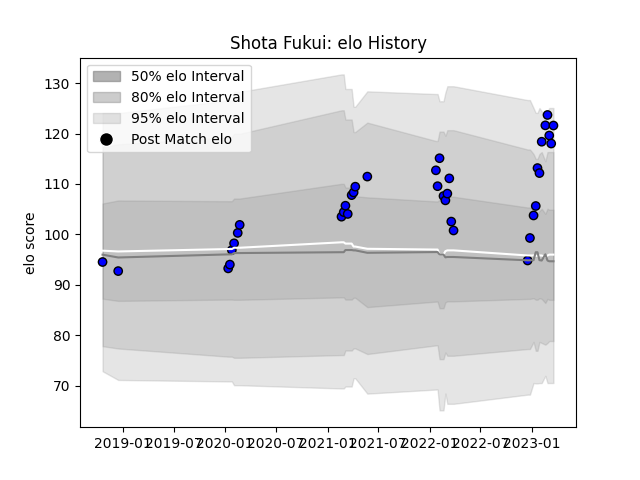 Shota Fukui: elo History
50% elo Interval
80% elo Interval
95% elo Interval
Post Match elo
elo score
130
120
110
100
90
80
70
2019-01 2019-07 2020-01 2020-07 2021-01 2021-07 2022-01 2022-07 2023-01